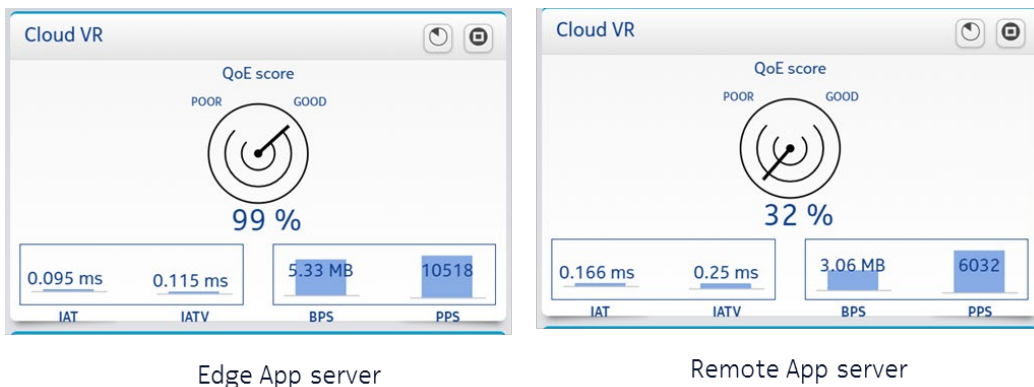 Cloud VR
QoE score
POOR GOOD
99 %
0.095 ms 0.115 ms 5.33 MB 10518
IAT IATV BPS PPS
Edge App server
Cloud VR
QoE score
POOR GOOD
32 %
0.166 ms 0.25 ms 3.06 MB 6032
IAT IATV BPS PPS
Remote App server